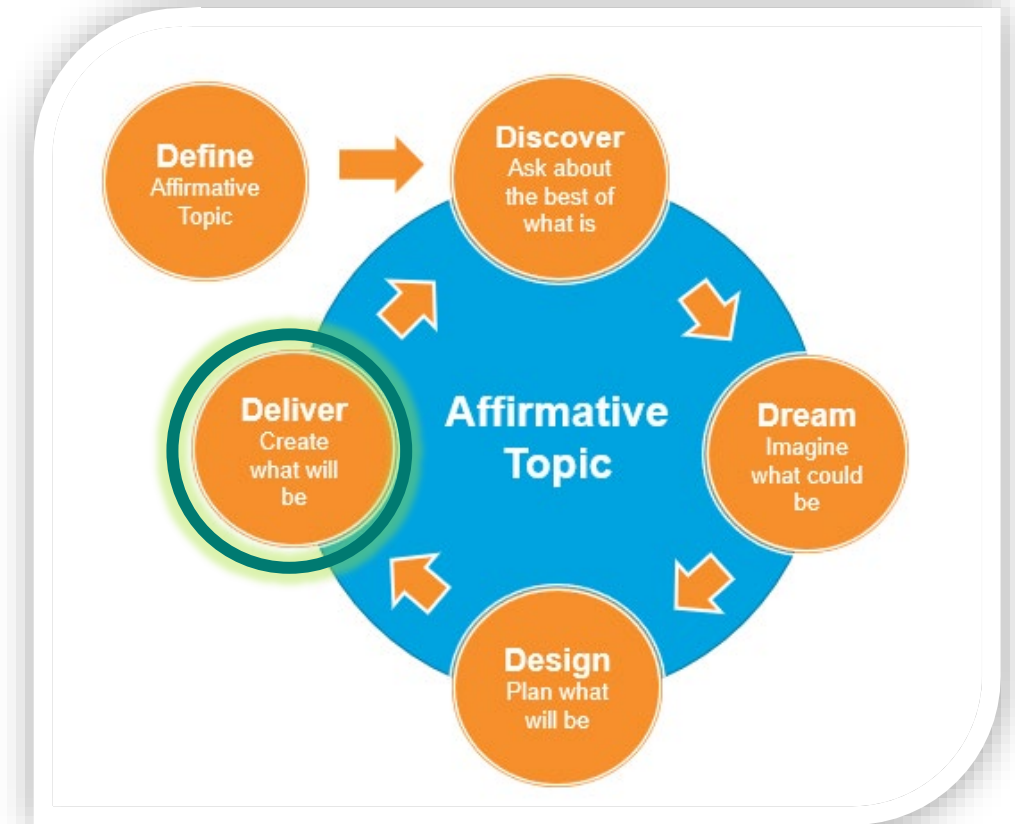 Define
Affirmative
Topic
Discover
Ask about
the best of
what is
Deliver
Create
what will
be
Affirmative
Topic
Dream
Imagine
what could
be
Design
Plan what
will be